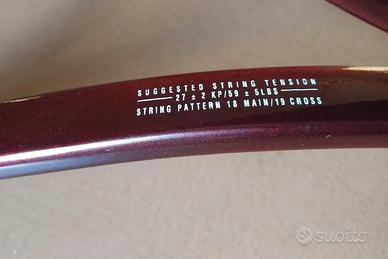 SUGGESTED STRING TENSION
27 ± 2 KP/59 ± 5LBS
STRING PATTERN 18 MAIN/19 CROSS
subito